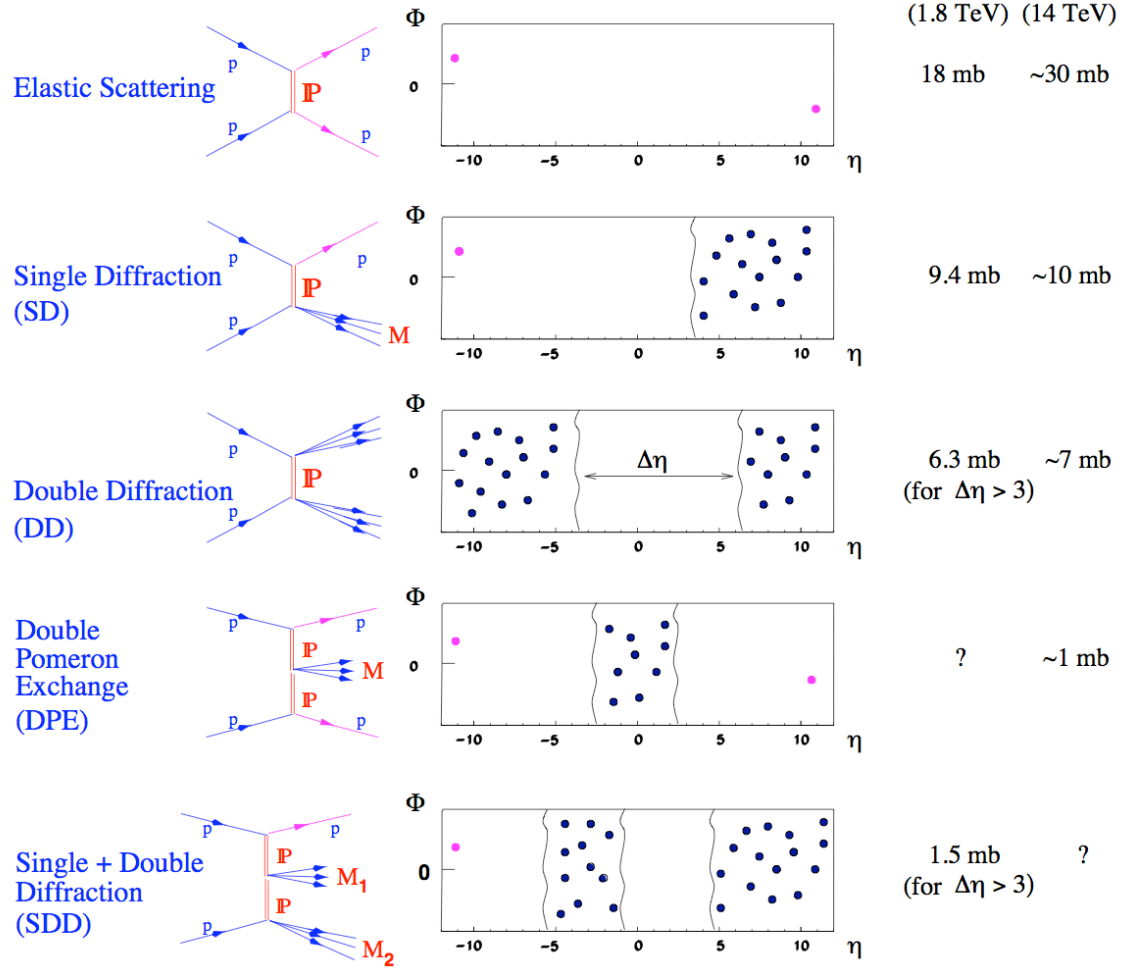 (1.8 TeV) (14 TeV)
Φ
p p
Elastic Scattering
ℙ
0
18 mb ~30 mb
p p
-10 -5 0 5 10 η
Φ
p p
Single Diffraction
(SD)
ℙ
0
9.4 mb ~10 mb
p M
-10 -5 0 5 10 η
Φ
p
Double Diffraction
(DD)
ℙ
0
Δη
6.3 mb ~7 mb
(for Δη > 3)
p
-10 -5 0 5 10 η
Φ
p p
Double
Pomeron
Exchange
(DPE)
ℙ
M
ℙ
0
? ~1 mb
p p
-10 -5 0 5 10 η
Φ
p p
Single + Double
Diffraction
(SDD)
ℙ
M1
ℙ
0
1.5 mb ?
(for Δη > 3)
p M2
-10 -5 0 5 10 η